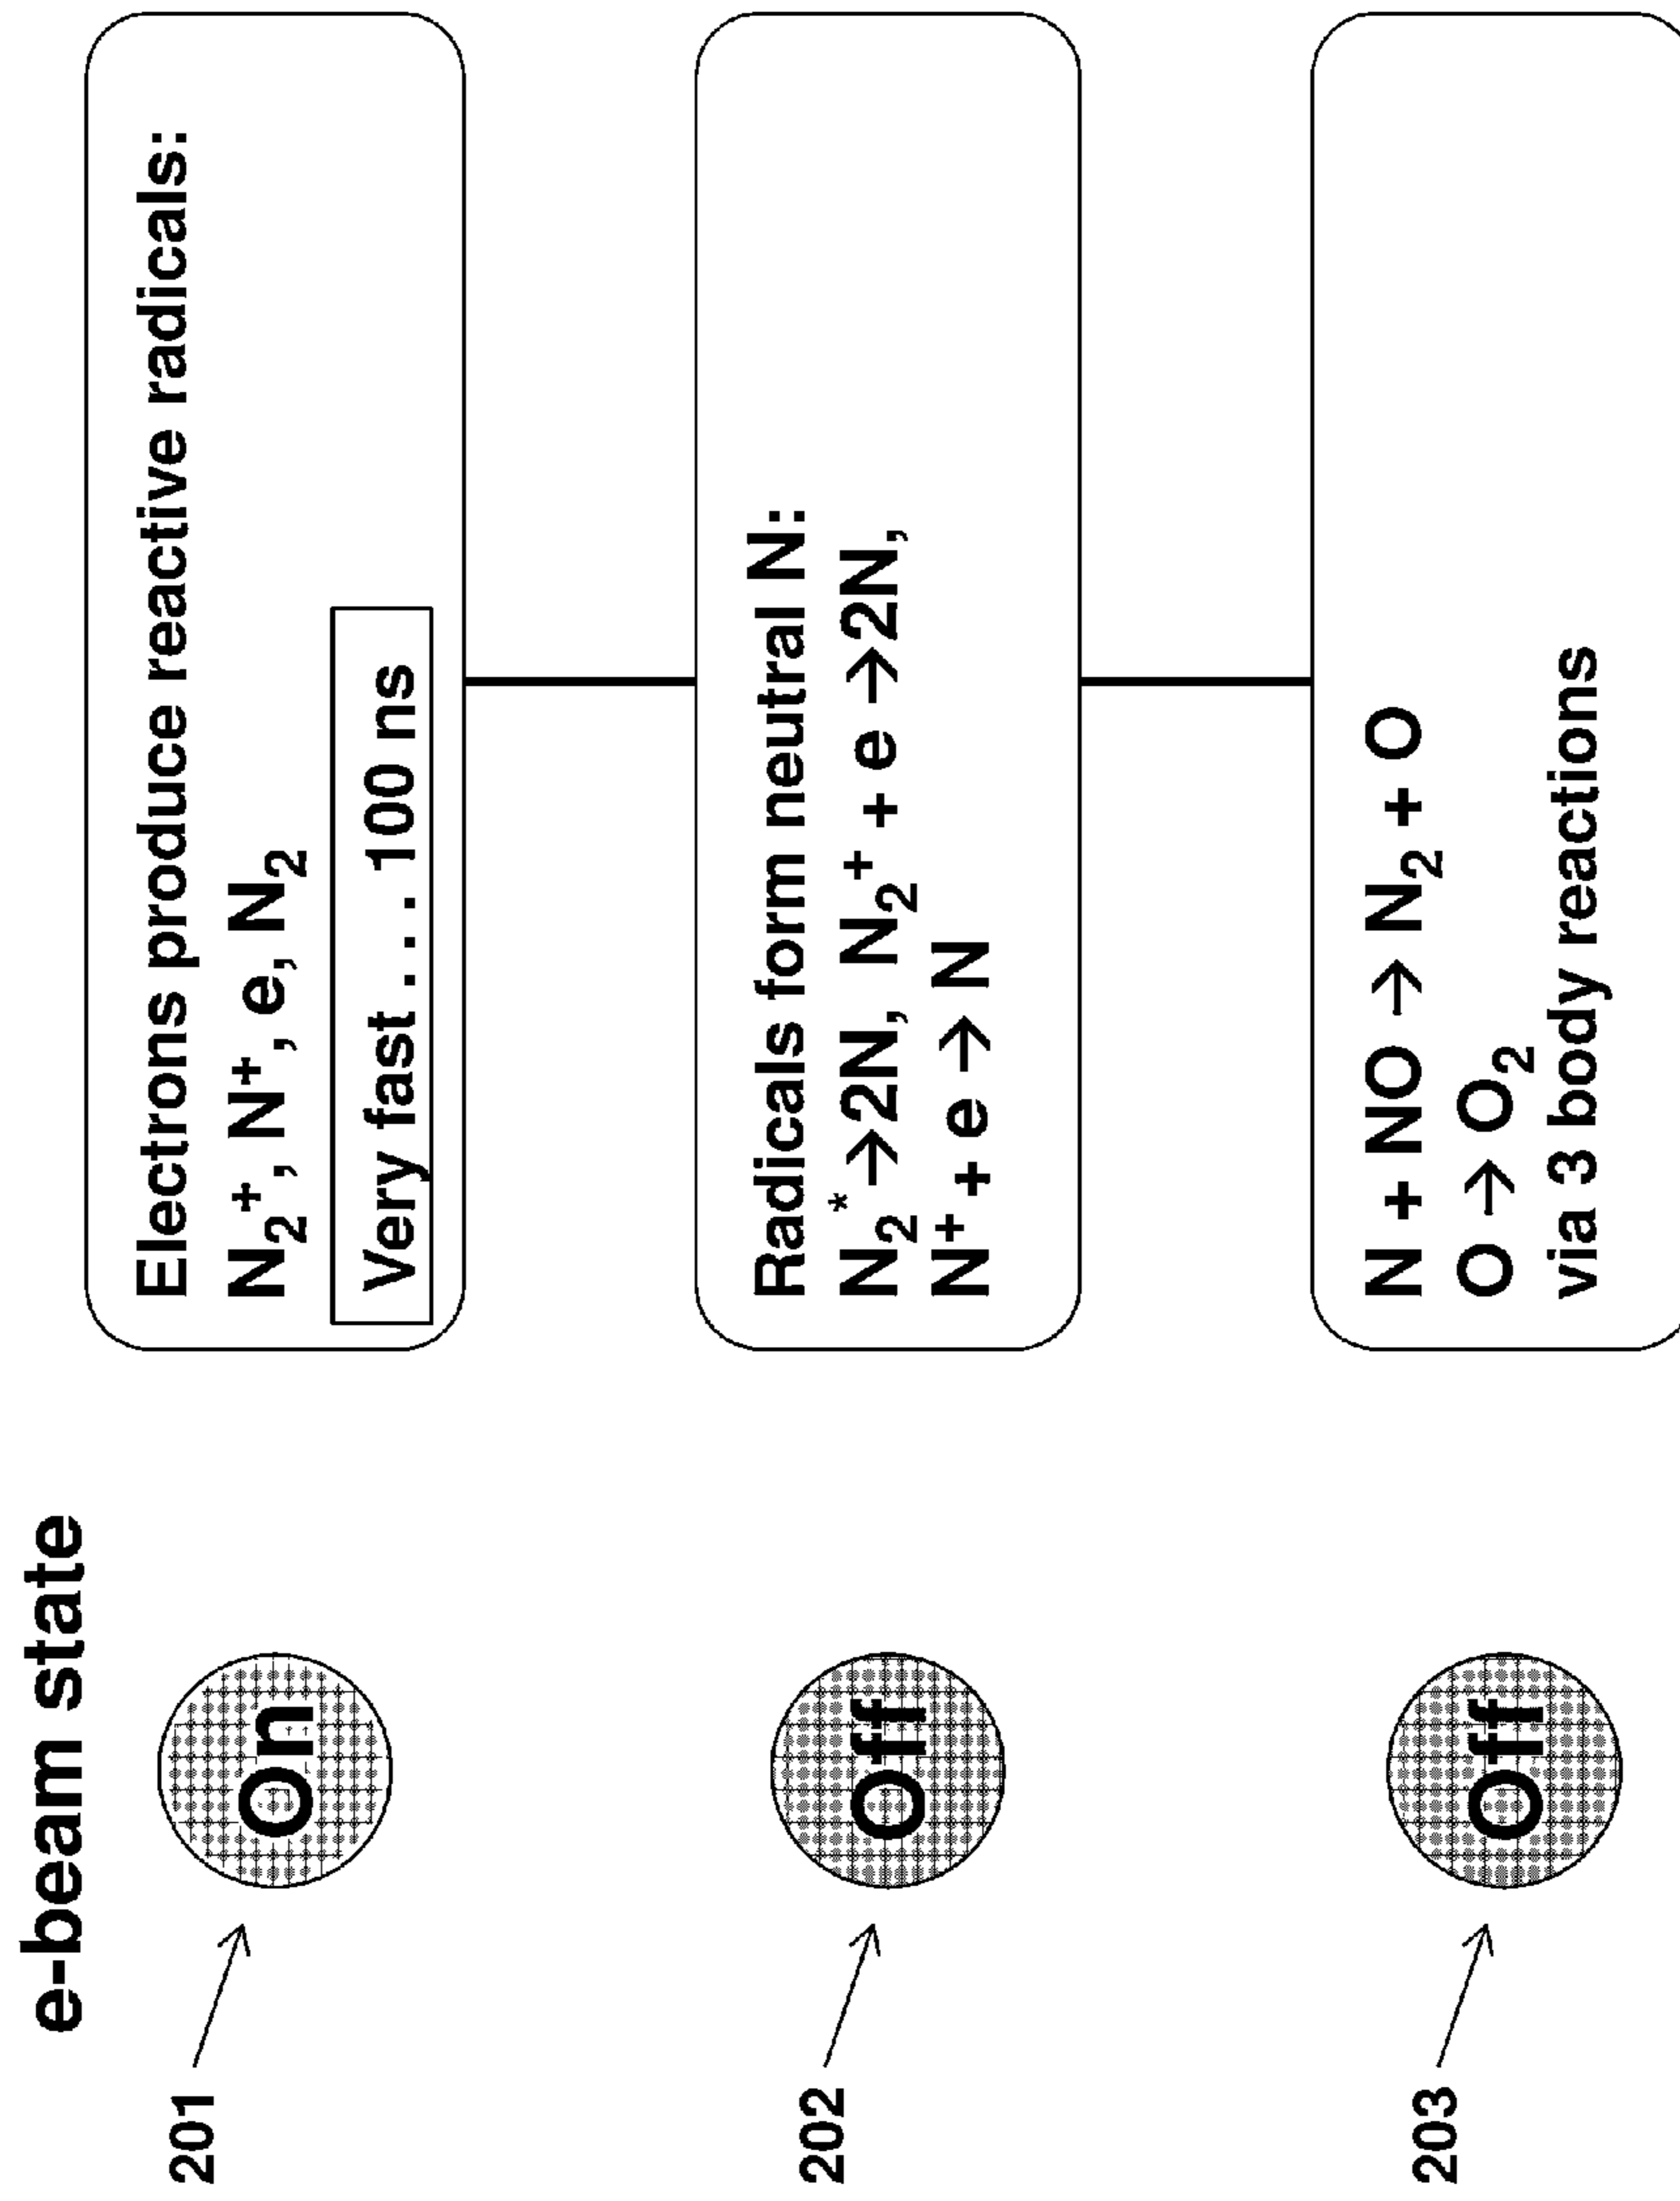 e-beam state
201
On
Electrons produce reactive radicals:
N₂⁺, N⁺, e, N₂
Very fast . . . 100 ns
202
Off
Radicals form neutral N:
N₂* →2N, N₂⁺ + e →2N,
N⁺ + e → N
203
Off
N + NO → N₂ + O
O → O₂
via 3 body reactions